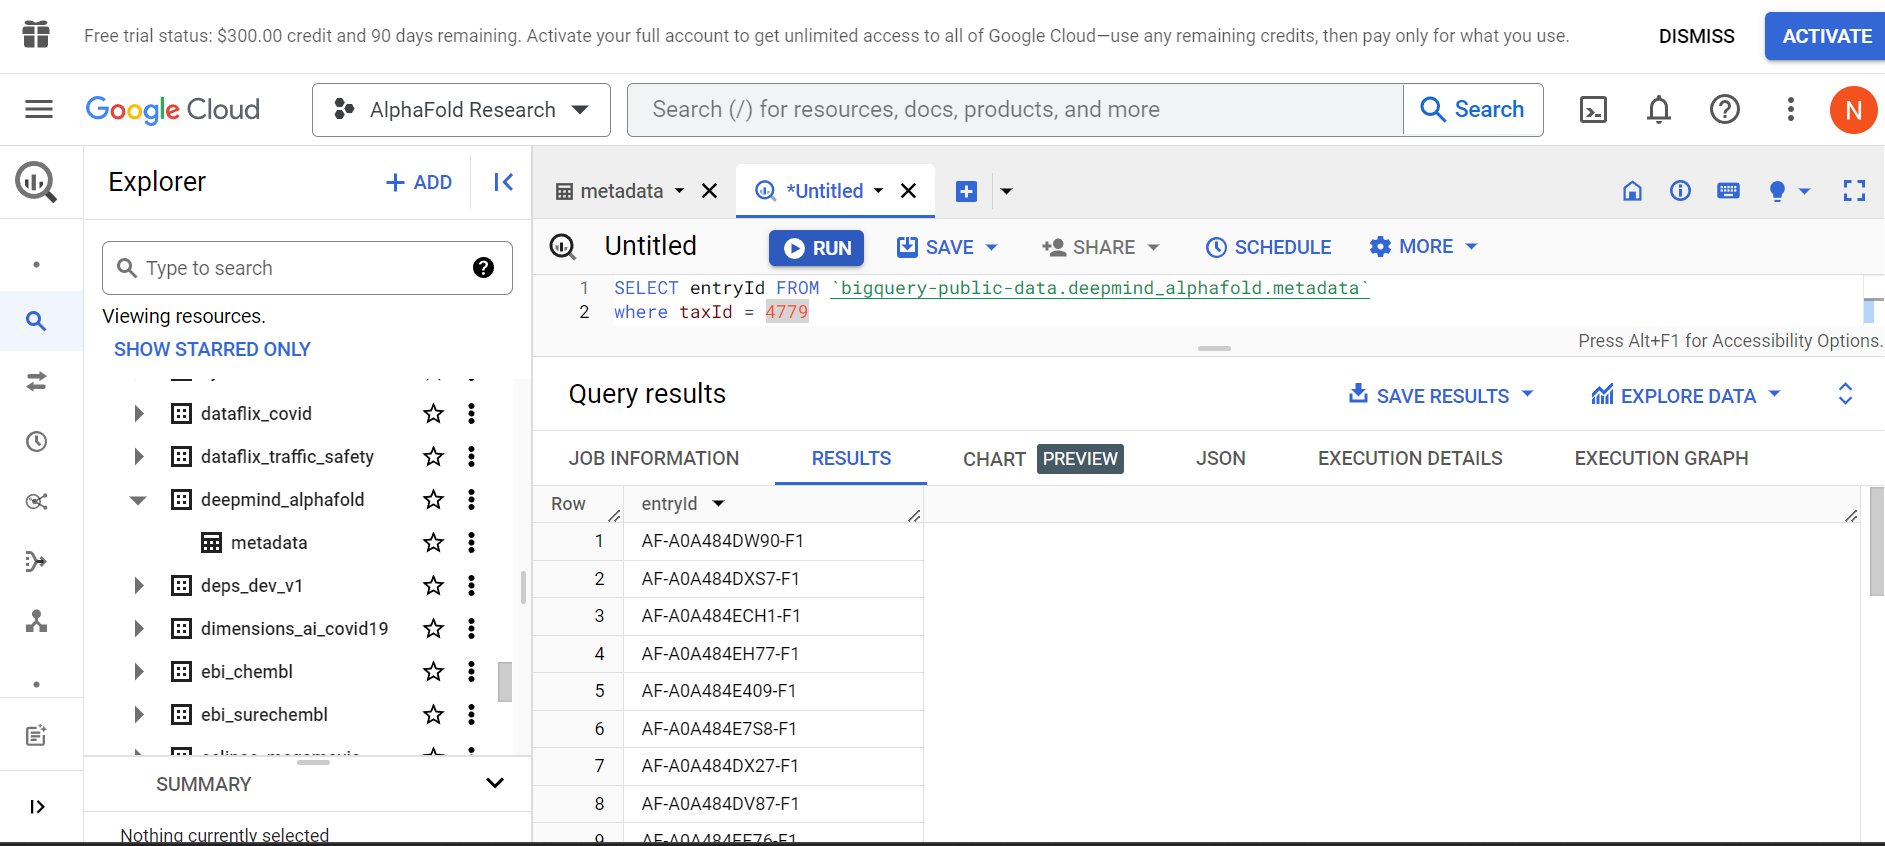 Free trial status: $300.00 credit and 90 days remaining. Activate your full account to get unlimited access to all of Google Cloud—use any remaining credits, then pay only for what you use.
DISMISS
ACTIVATE
Google Cloud
AlphaFold Research
Search (/) for resources, docs, products, and more
Search
N
Explorer
+ ADD
Type to search
Viewing resources.
SHOW STARRED ONLY
dataflix_covid
dataflix_traffic_safety
deepmind_alphafold
metadata
deps_dev_v1
dimensions_ai_covid19
ebi_chembl
ebi_surechembl
SUMMARY
Nothing currently selected
metadata
*Untitled
Untitled
RUN
SAVE
SHARE
SCHEDULE
MORE
1 SELECT entryId FROM `bigquery-public-data.deepmind_alphafold.metadata`
2 where taxId = 4779
Press Alt+F1 for Accessibility Options.
Query results
SAVE RESULTS
EXPLORE DATA
JOB INFORMATION
RESULTS
CHART PREVIEW
JSON
EXECUTION DETAILS
EXECUTION GRAPH
Row entryId
1 AF-A0A484DW90-F1
2 AF-A0A484DXS7-F1
3 AF-A0A484ECH1-F1
4 AF-A0A484EH77-F1
5 AF-A0A484E409-F1
6 AF-A0A484E7S8-F1
7 AF-A0A484DX27-F1
8 AF-A0A484DV87-F1
9